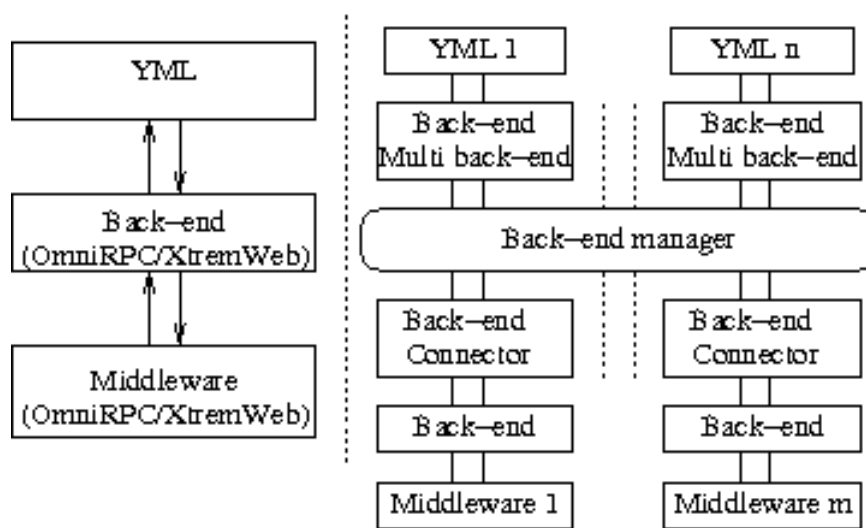 YML
Back-end
(OmniRPC/XtremWeb)
Middleware
(OmniRPC/XtremWeb)
YML 1
YML n
Back-end
Multi back-end
Back-end
Multi back-end
Back-end manager
Back-end
Connector
Back-end
Connector
Back-end
Back-end
Middleware 1
Middleware m